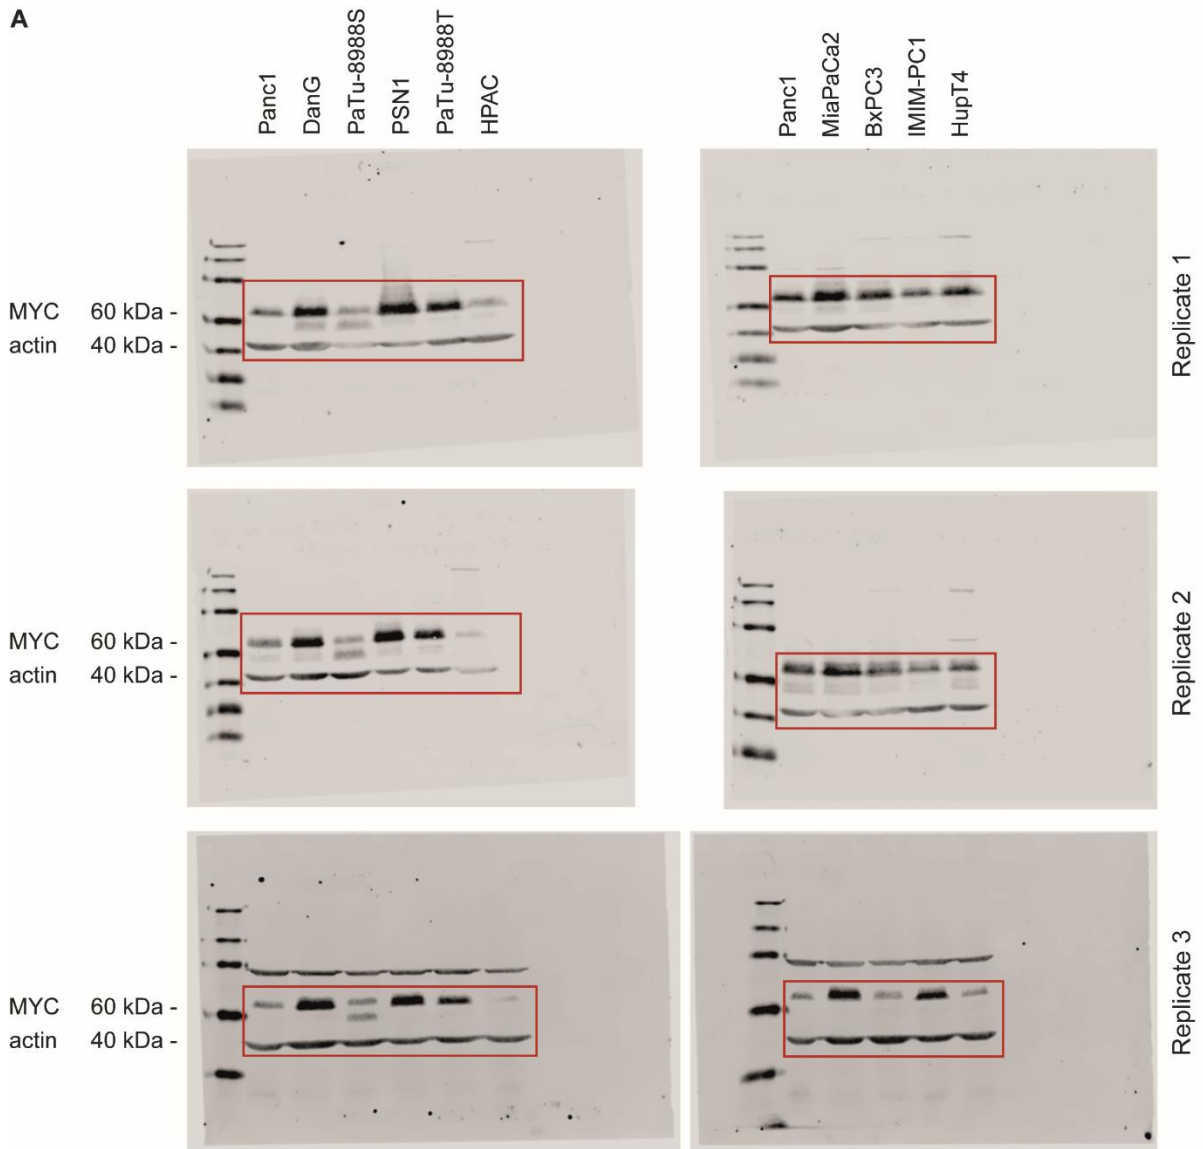 A
Panc1
DanG
PaTu-8988S
PSN1
PaTu-8988T
HPAC
Panc1
MiaPaCa2
BxPC3
IMIM-PC1
HupT4
MYC 60 kDa -
actin 40 kDa -
Replicate 1
MYC 60 kDa -
actin 40 kDa -
Replicate 2
MYC 60 kDa -
actin 40 kDa -
Replicate 3